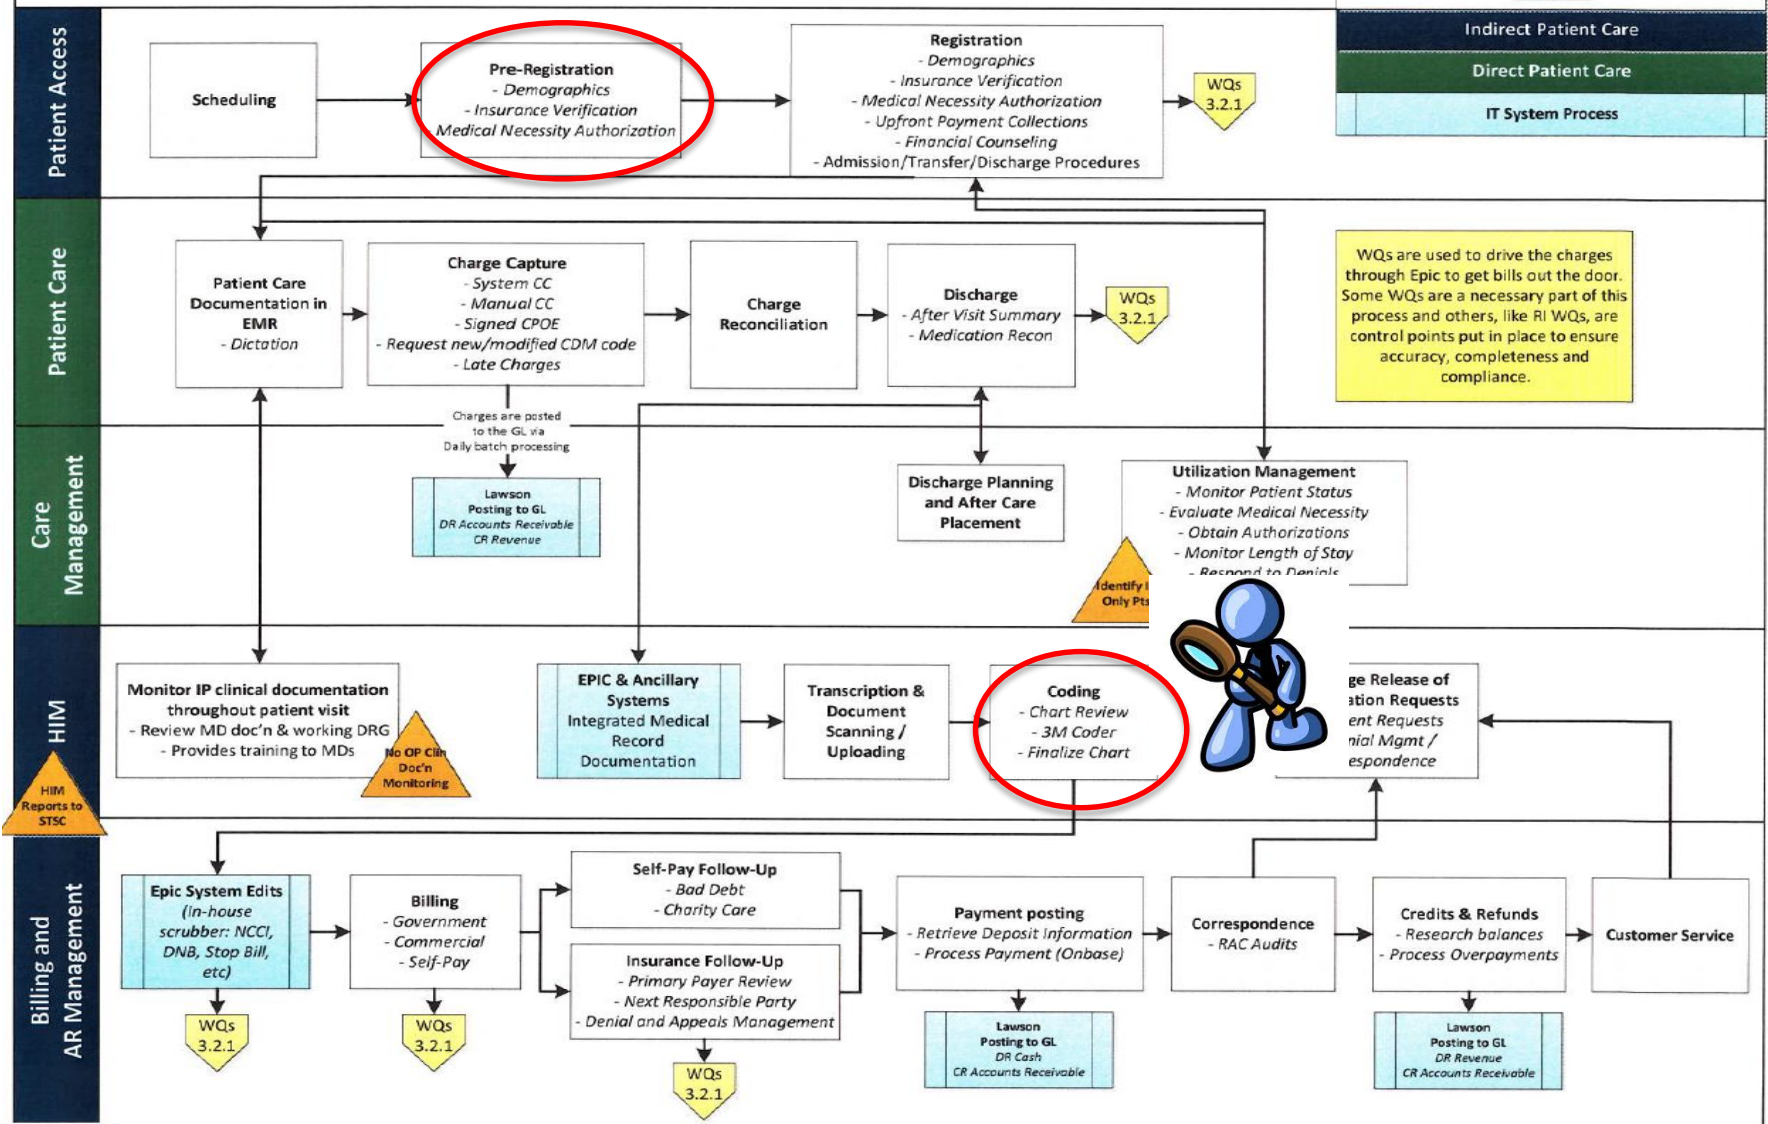 Indirect Patient Care
Direct Patient Care
IT System Process
Patient Access
Scheduling
Pre-Registration
- Demographics
- Insurance Verification
Medical Necessity Authorization
Registration
- Demographics
- Insurance Verification
- Medical Necessity Authorization
- Upfront Payment Collections
- Financial Counseling
- Admission/Transfer/Discharge Procedures
WQs
3.2.1
Patient Care
Patient Care
Documentation in
EMR
- Dictation
Charge Capture
- System CC
- Manual CC
- Signed CPOE
- Request new/modified CDM code
- Late Charges
Charge
Reconciliation
Discharge
- After Visit Summary
- Medication Recon
WQs
3.2.1
WQs are used to drive the charges
through Epic to get bills out the door.
Some WQs are a necessary part of this
process and others, like RI WQs, are
control points put in place to ensure
accuracy, completeness and
compliance.
Charges are posted
to the GL via
Daily batch processing
Care
Management
Lawson
Posting to GL
DR Accounts Receivable
CR Revenue
Discharge Planning
and After Care
Placement
Utilization Management
- Monitor Patient Status
- Evaluate Medical Necessity
- Obtain Authorizations
- Monitor Length of Stay
- Respond to Denials
Identify
Only Pts
HIM
HIM
Reports to
STSC
Monitor IP clinical documentation
throughout patient visit
- Review MD doc'n & working DRG
- Provides training to MDs
No OP Clin
Doc'n
Monitoring
EPIC & Ancillary
Systems
Integrated Medical
Record
Documentation
Transcription &
Document
Scanning /
Uploading
Coding
- Chart Review
- 3M Coder
- Finalize Chart
ge Release of
ation Requests
ent Requests
nial Mgmt /
espondence
Billing and
AR Management
Epic System Edits
(in-house
scrubber: NCCI,
DNB, Stop Bill,
etc)
WQs
3.2.1
Billing
- Government
- Commercial
- Self-Pay
WQs
3.2.1
Self-Pay Follow-Up
- Bad Debt
- Charity Care
Insurance Follow-Up
- Primary Payer Review
- Next Responsible Party
- Denial and Appeals Management
WQs
3.2.1
Payment posting
- Retrieve Deposit Information
- Process Payment (Onbase)
Lawson
Posting to GL
DR Cash
CR Accounts Receivable
Correspondence
- RAC Audits
Credits & Refunds
- Research balances
- Process Overpayments
Lawson
Posting to GL
DR Revenue
CR Accounts Receivable
Customer Service